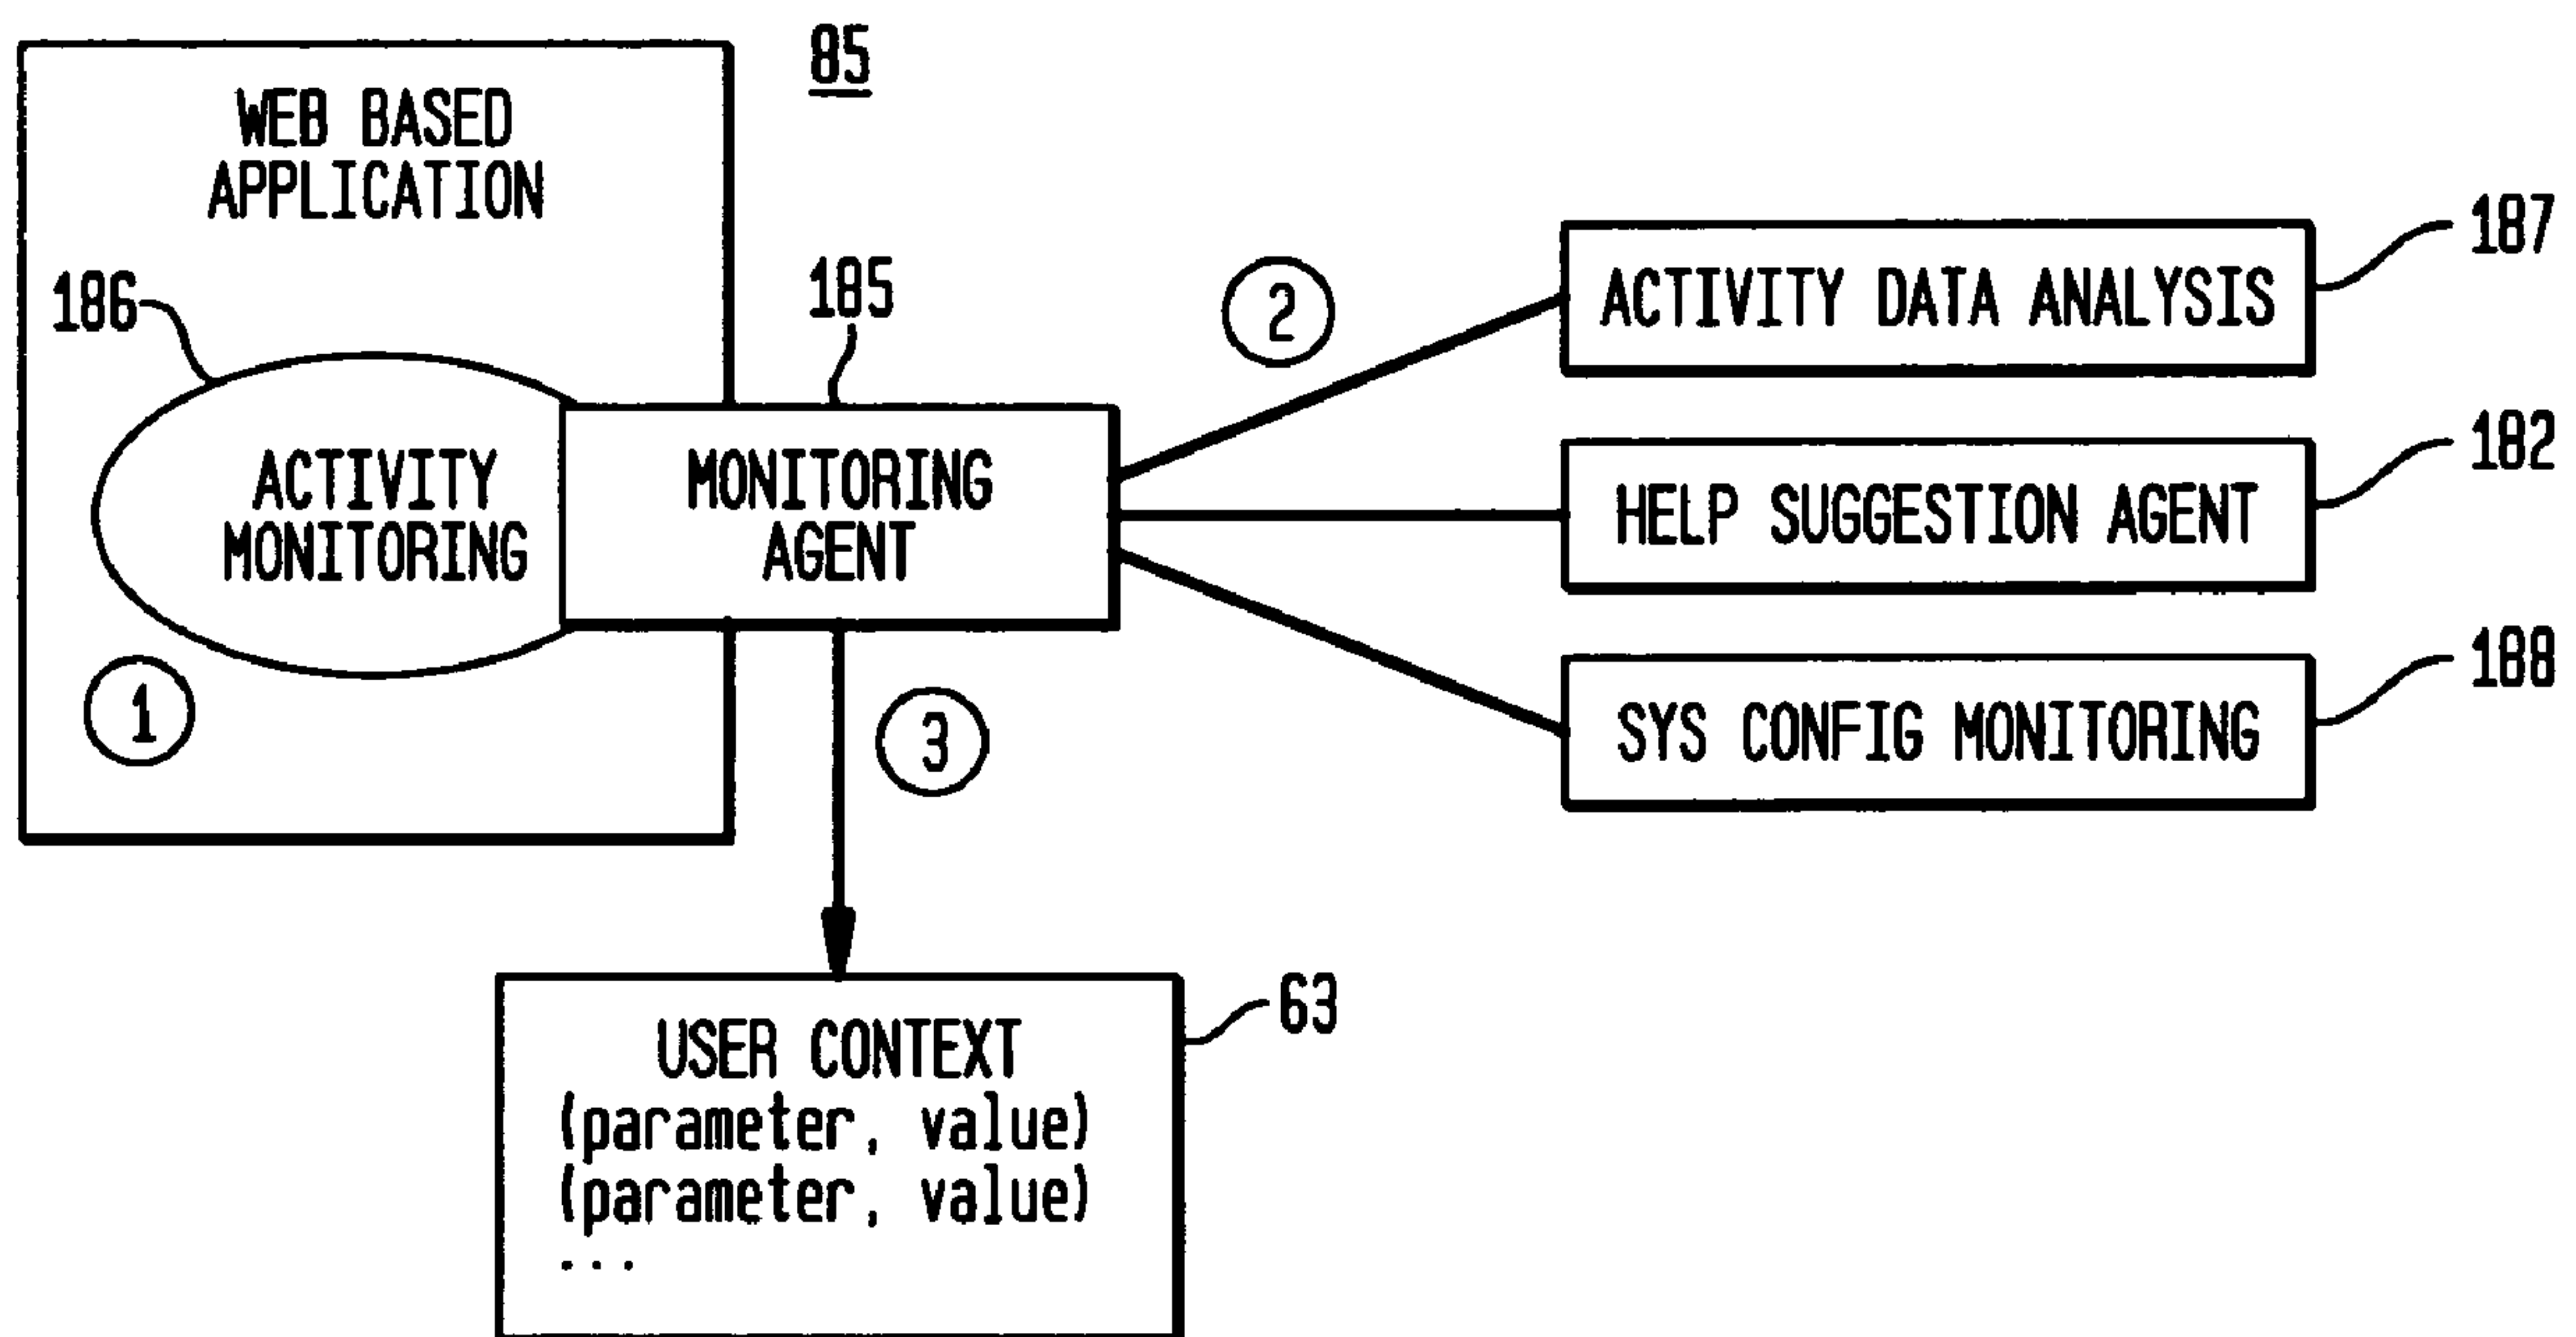 85
WEB BASED
APPLICATION
186
185
ACTIVITY
MONITORING
MONITORING
AGENT
1
2
3
ACTIVITY DATA ANALYSIS
187
HELP SUGGESTION AGENT
182
SYS CONFIG MONITORING
188
USER CONTEXT
(parameter, value)
(parameter, value)
...
63